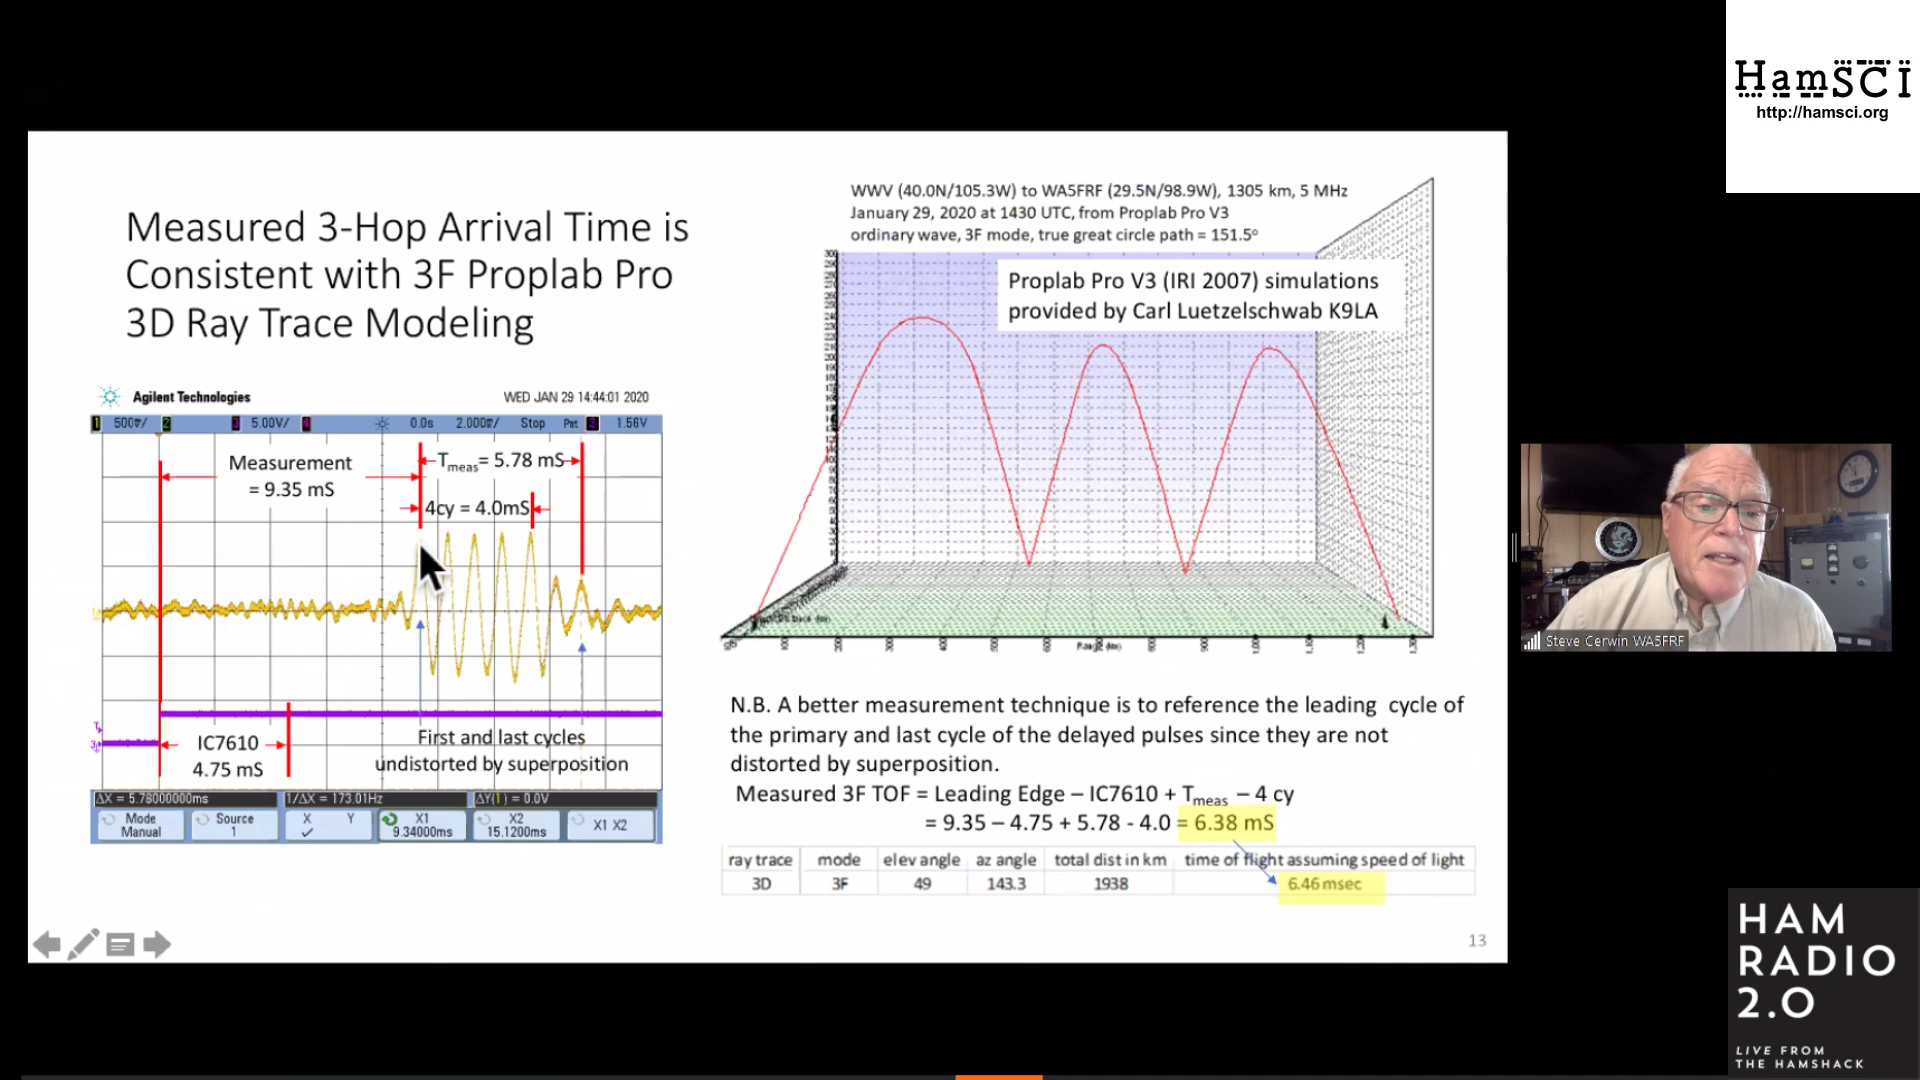 HamSCI
http://hamsci.org
Measured 3-Hop Arrival Time is
Consistent with 3F Proplab Pro
3D Ray Trace Modeling
WWV (40.0N/105.3W) to WA5FRF (29.5N/98.9W), 1305 km, 5 MHz
January 29, 2020 at 1430 UTC, from Proplab Pro V3
ordinary wave, 3F mode, true great circle path = 151.5°
Proplab Pro V3 (IRI 2007) simulations
provided by Carl Luetzelschwab K9LA
Agilent Technologies
WED JAN 29 14:44:01 2020
1 2 3 5.00V/ 4 0.0s Stop 1.56V
Measurement
= 9.35 mS
Tmeas= 5.78 mS
4cy = 4.0mS
IC7610
4.75 mS
First and last cycles
undistorted by superposition
ΔX = 5.78000000ms 1/ΔX = 173.01Hz ΔY(1) = 0.0V
Mode
Manual
Source
1
X Y
✓
X1
9.34000ms
X2
15.1200ms
X1 X2
N.B. A better measurement technique is to reference the leading cycle of
the primary and last cycle of the delayed pulses since they are not
distorted by superposition.
Measured 3F TOF = Leading Edge – IC7610 + Tmeas – 4 cy
= 9.35 – 4.75 + 5.78 - 4.0 = 6.38 mS
ray trace mode elev angle az angle total dist in km time of flight assuming speed of light
3D 3F 49 143.3 1938 6.46 msec
13
Steve Cerwin WA5FRF
HAM
RADIO
2.0
LIVE FROM
THE HAMSHACK